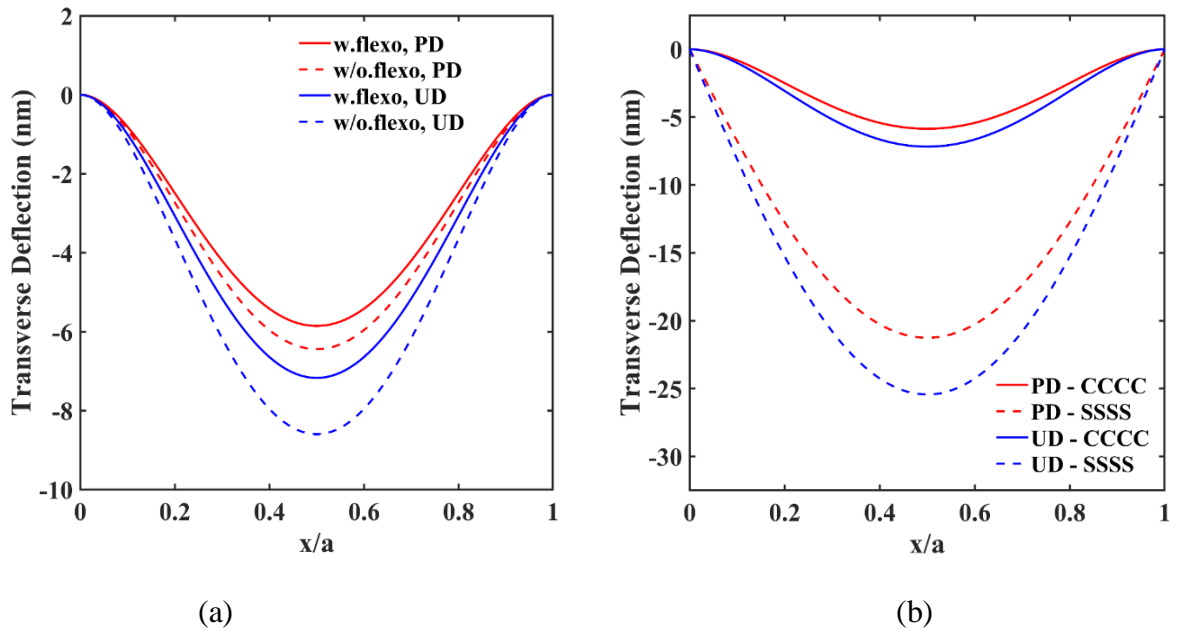 2
0
-2
-4
-6
-8
-10
Transverse Deflection (nm)
w.flexo, PD
w/o.flexo, PD
w.flexo, UD
w/o.flexo, UD
0 0.2 0.4 0.6 0.8 1
x/a
(a)
0
-5
-10
-15
-20
-25
-30
Transverse Deflection (nm)
PD - CCCC
PD - SSSS
UD - CCCC
UD - SSSS
0 0.2 0.4 0.6 0.8 1
x/a
(b)